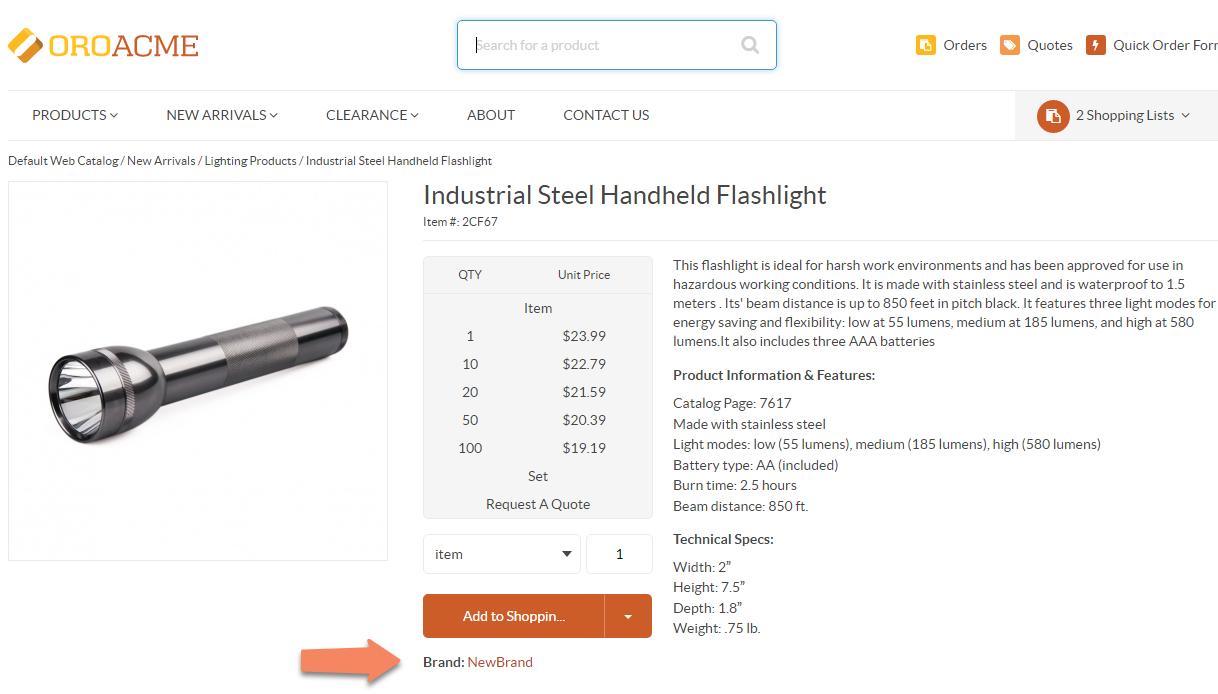 OROACME
Search for a product
Orders
Quotes
Quick Order For
PRODUCTS
NEW ARRIVALS
CLEARANCE
ABOUT
CONTACT US
2 Shopping Lists
Default Web Catalog / New Arrivals / Lighting Products / Industrial Steel Handheld Flashlight
Industrial Steel Handheld Flashlight
Item #: 2CF67
QTY Unit Price
Item
1 $23.99
10 $22.79
20 $21.59
50 $20.39
100 $19.19
Set
Request A Quote
item 1
Add to Shoppin...
Brand: NewBrand
This flashlight is ideal for harsh work environments and has been approved for use in
hazardous working conditions. It is made with stainless steel and is waterproof to 1.5
meters . Its' beam distance is up to 850 feet in pitch black. It features three light modes for
energy saving and flexibility: low at 55 lumens, medium at 185 lumens, and high at 580
lumens.It also includes three AAA batteries
Product Information & Features:
Catalog Page: 7617
Made with stainless steel
Light modes: low (55 lumens), medium (185 lumens), high (580 lumens)
Battery type: AA (included)
Burn time: 2.5 hours
Beam distance: 850 ft.
Technical Specs:
Width: 2”
Height: 7.5”
Depth: 1.8”
Weight: .75 lb.